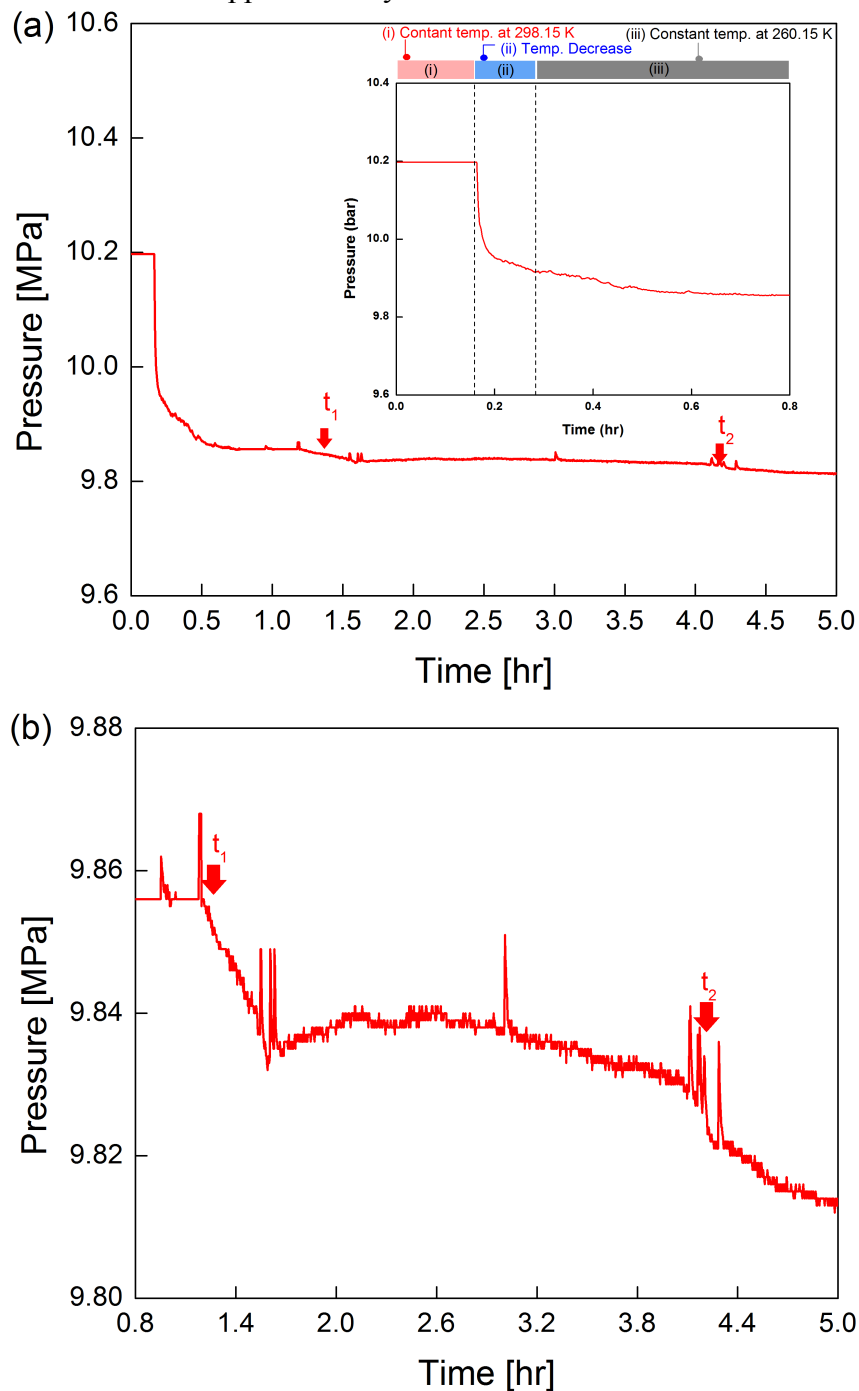 (a)
(i) Contant temp. at 298.15 K
(ii) Temp. Decrease
(iii) Constant temp. at 260.15 K
(i) (ii) (iii)
10.6
10.4
10.2
10.0
9.8
9.6
Pressure [MPa]
0.0 0.5 1.0 1.5 2.0 2.5 3.0 3.5 4.0 4.5 5.0
Time [hr]
10.4
10.2
10.0
9.8
9.6
Pressure (bar)
0.0 0.2 0.4 0.6 0.8
Time (hr)
t1
t2
(b)
9.88
9.86
9.84
9.82
9.80
Pressure [MPa]
t1
t2
0.8 1.4 2.0 2.6 3.2 3.8 4.4 5.0
Time [hr]